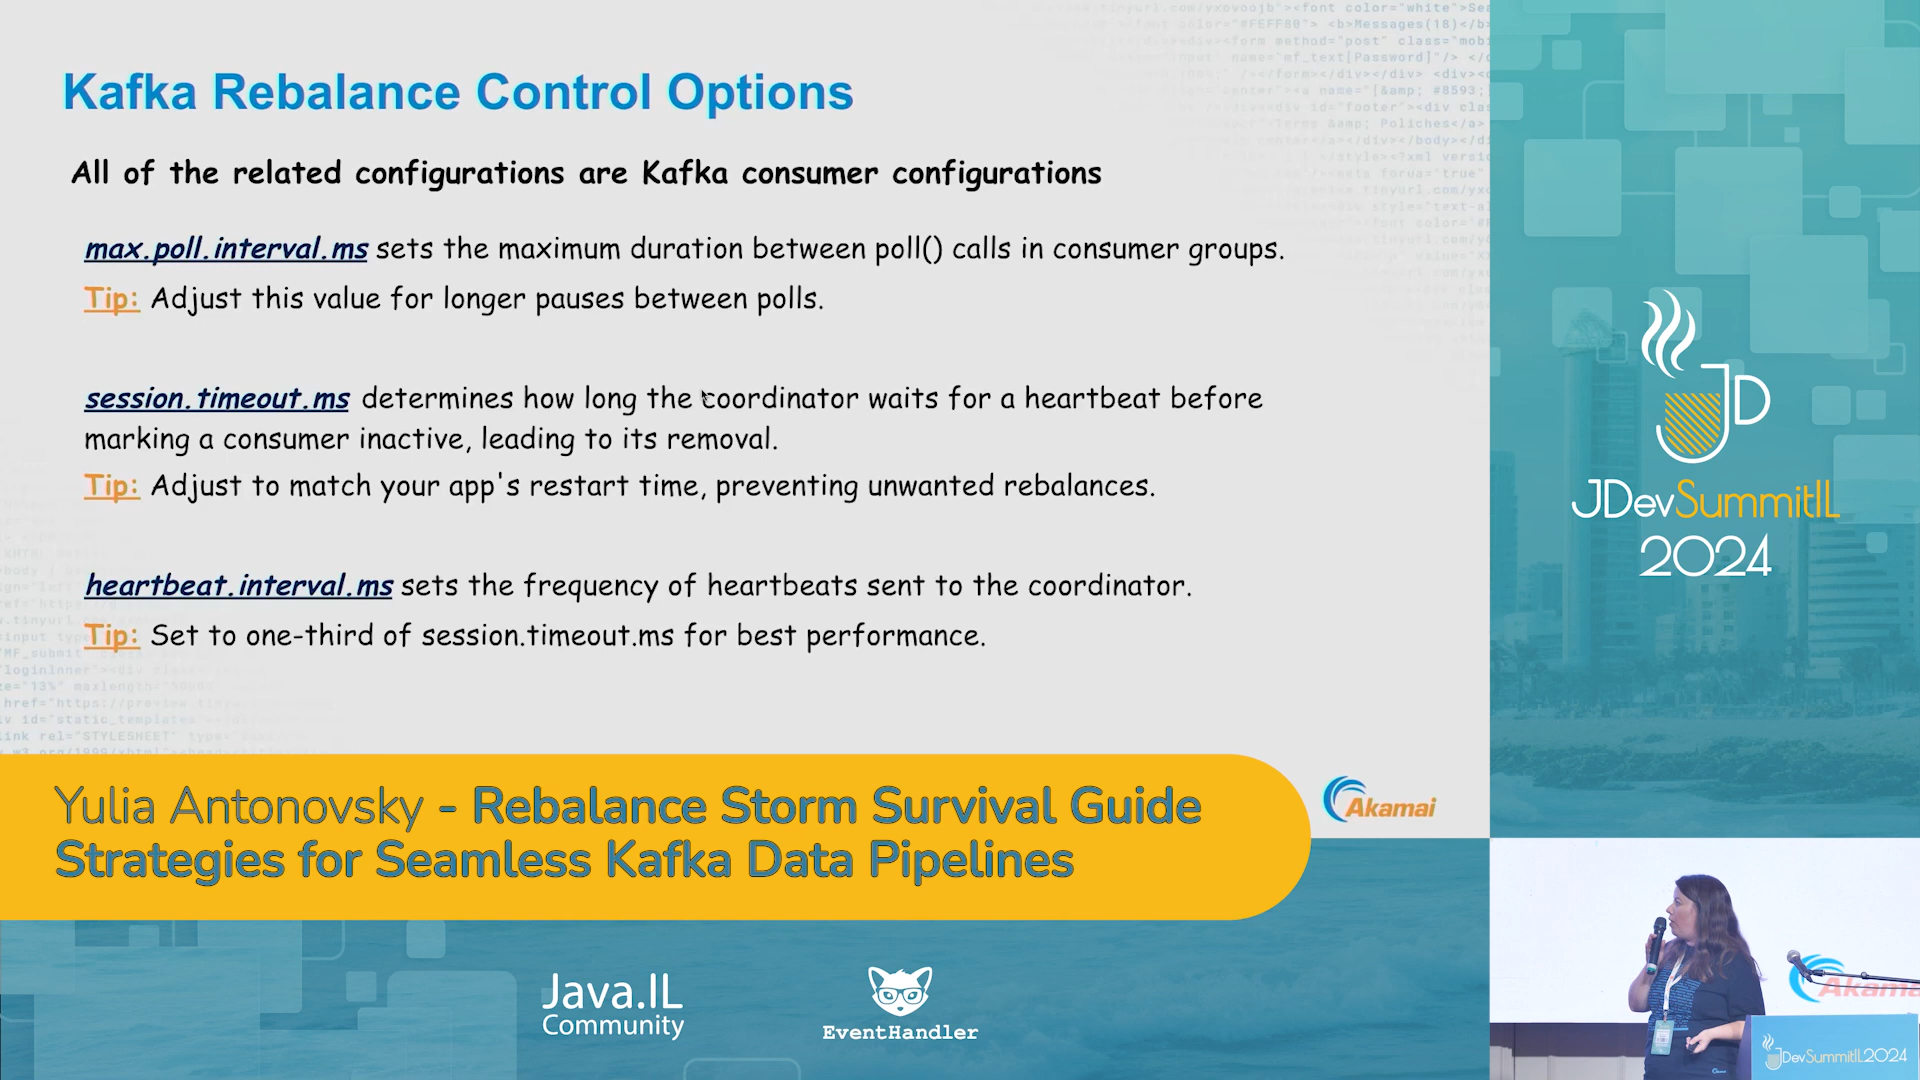 Kafka Rebalance Control Options
All of the related configurations are Kafka consumer configurations
max.poll.interval.ms sets the maximum duration between poll() calls in consumer groups.
Tip: Adjust this value for longer pauses between polls.
session.timeout.ms determines how long the coordinator waits for a heartbeat before
marking a consumer inactive, leading to its removal.
Tip: Adjust to match your app's restart time, preventing unwanted rebalances.
heartbeat.interval.ms sets the frequency of heartbeats sent to the coordinator.
Tip: Set to one-third of session.timeout.ms for best performance.
Akamai
Yulia Antonovsky - Rebalance Storm Survival Guide
Strategies for Seamless Kafka Data Pipelines
Java.IL
Community
EventHandler
JD
JDevSummitIL
2024
Akama
JDevSummitIL2024